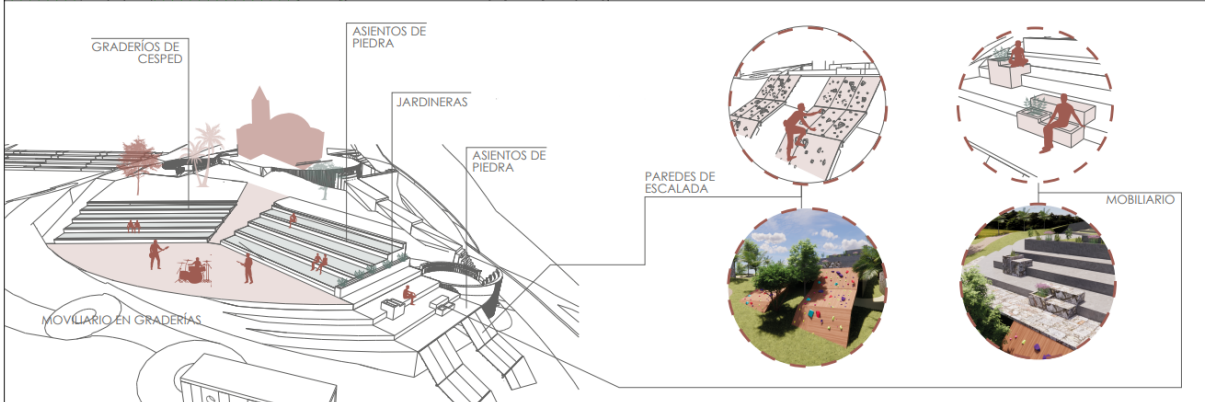 GRADERÍOS DE
CESPED
ASIENTOS DE
PIEDRA
JARDINERAS
ASIENTOS DE
PIEDRA
MOVILIARIO EN GRADERÍAS
PAREDES DE
ESCALADA
MOBILIARIO